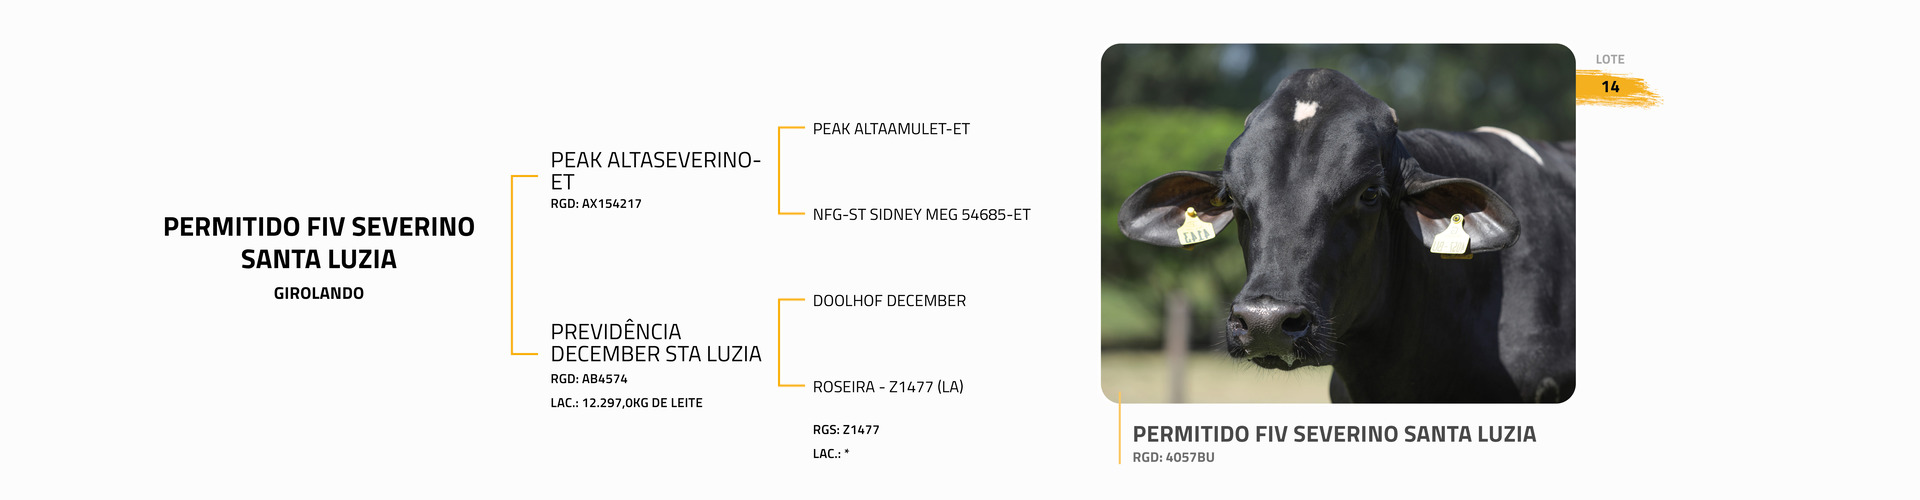 PERMITIDO FIV SEVERINO
SANTA LUZIA
GIROLANDO
PEAK ALTASEVERINO-
ET
RGD: AX154217
PREVIDÊNCIA
DECEMBER STA LUZIA
RGD: AB4574
LAC.: 12.297,0KG DE LEITE
PEAK ALTAAMULET-ET
NFG-ST SIDNEY MEG 54685-ET
DOOLHOF DECEMBER
ROSEIRA - Z1477 (LA)
RGS: Z1477
LAC.: *
LOTE
14
PERMITIDO FIV SEVERINO SANTA LUZIA
RGD: 4057BU